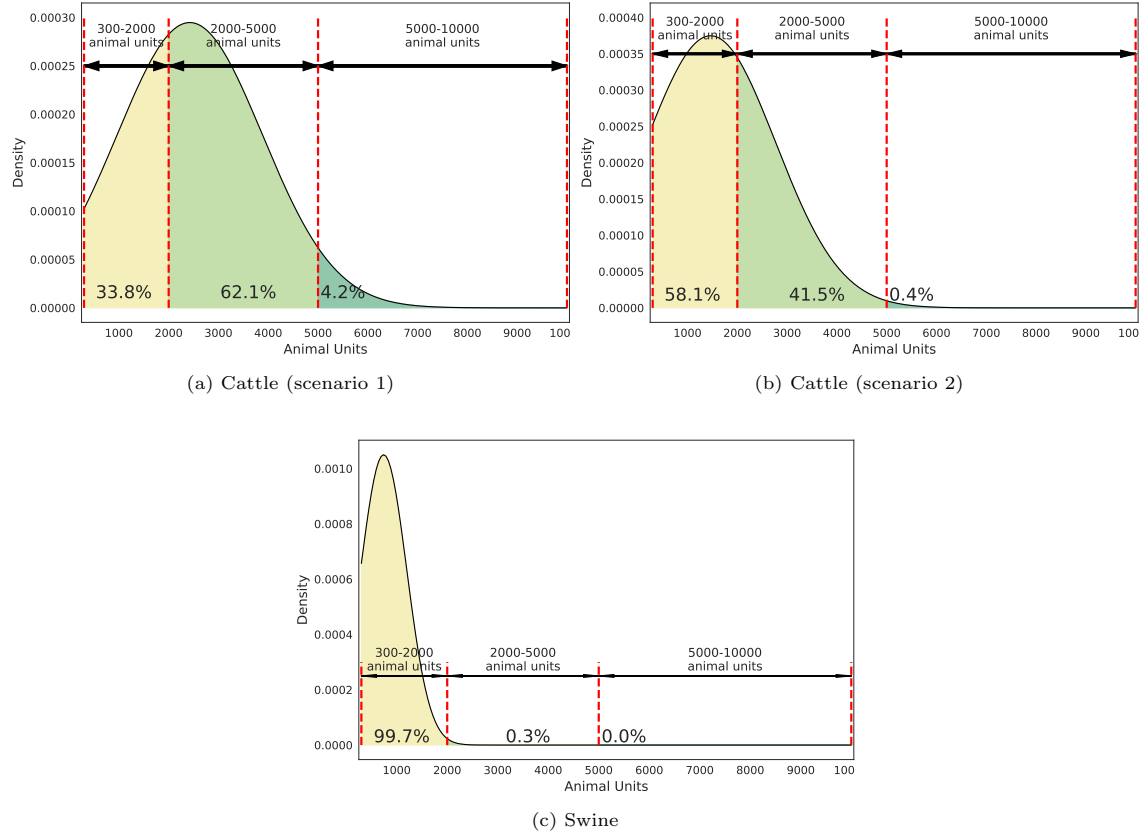 0.00030
0.00025
0.00020
0.00015
0.00010
0.00005
0.00000
Density
300-2000
animal units
2000-5000
animal units
5000-10000
animal units
33.8%
62.1%
4.2%
1000 2000 3000 4000 5000 6000 7000 8000 9000 100
Animal Units
(a) Cattle (scenario 1)
0.00040
0.00035
0.00030
0.00025
0.00020
0.00015
0.00010
0.00005
0.00000
Density
300-2000
animal units
2000-5000
animal units
5000-10000
animal units
58.1%
41.5%
0.4%
1000 2000 3000 4000 5000 6000 7000 8000 9000 100
Animal Units
(b) Cattle (scenario 2)
0.0010
0.0008
0.0006
0.0004
0.0002
0.0000
Density
300-2000
animal units
2000-5000
animal units
5000-10000
animal units
99.7%
0.3%
0.0%
1000 2000 3000 4000 5000 6000 7000 8000 9000 100
Animal Units
(c) Swine